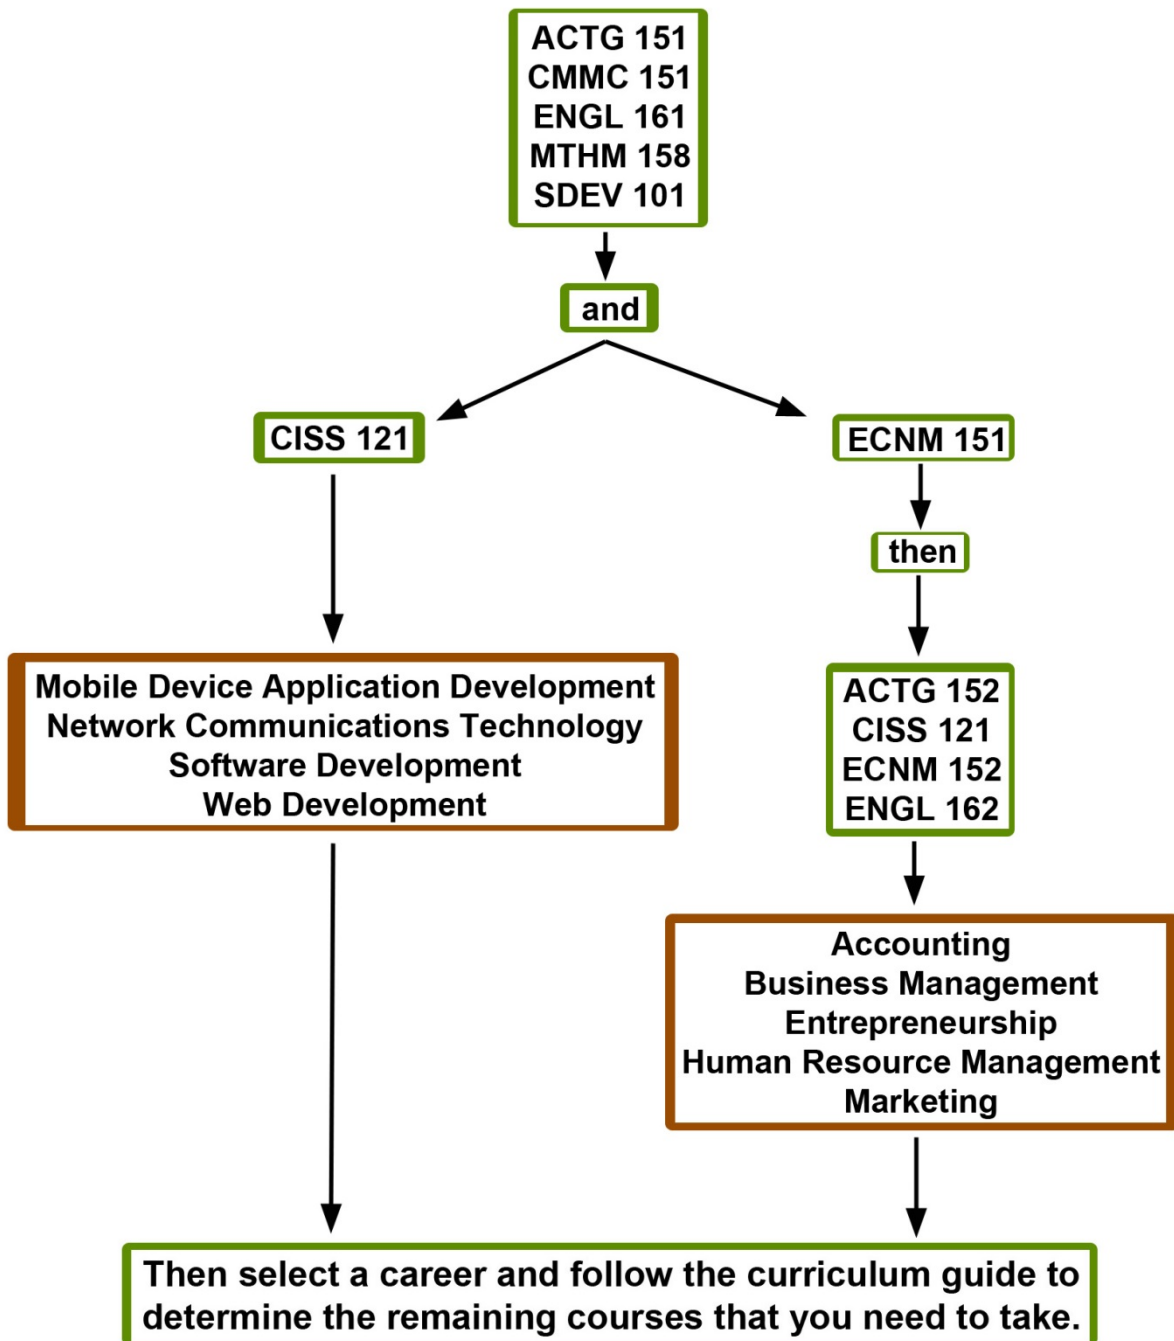 ACTG 151
CMMC 151
ENGL 161
MTHM 158
SDEV 101
and
CISS 121
ECNM 151
then
Mobile Device Application Development
Network Communications Technology
Software Development
Web Development
ACTG 152
CISS 121
ECNM 152
ENGL 162
Accounting
Business Management
Entrepreneurship
Human Resource Management
Marketing
Then select a career and follow the curriculum guide to
determine the remaining courses that you need to take.